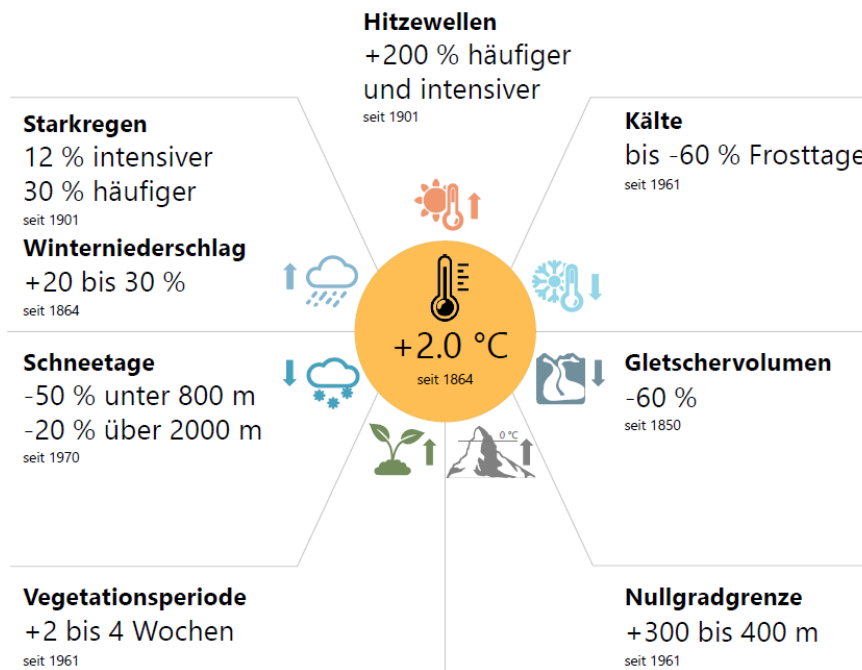 Hitzewellen
+200 % häufiger
und intensiver
seit 1901
Starkregen
12 % intensiver
30 % häufiger
seit 1901
Winterniederschlag
+20 bis 30 %
seit 1864
Kälte
bis -60 % Frosttage
seit 1961
+2.0 °C
seit 1864
Schneetage
-50 % unter 800 m
-20 % über 2000 m
seit 1970
Gletschervolumen
-60 %
seit 1850
0 °C
Vegetationsperiode
+2 bis 4 Wochen
seit 1961
Nullgradgrenze
+300 bis 400 m
seit 1961